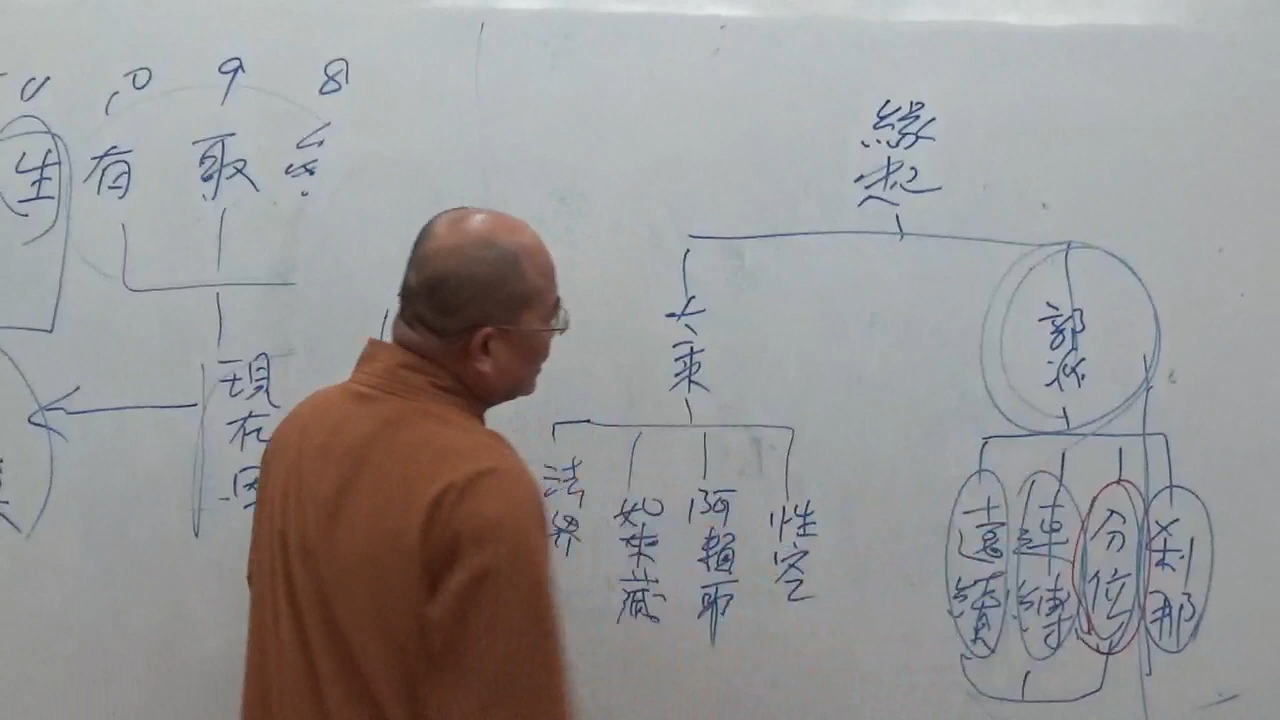 10 9 8
生 有 取
現在因
緣起
大乘
部派
法界
如來藏
阿賴耶
性空
遠續
連縛
分位
剎那